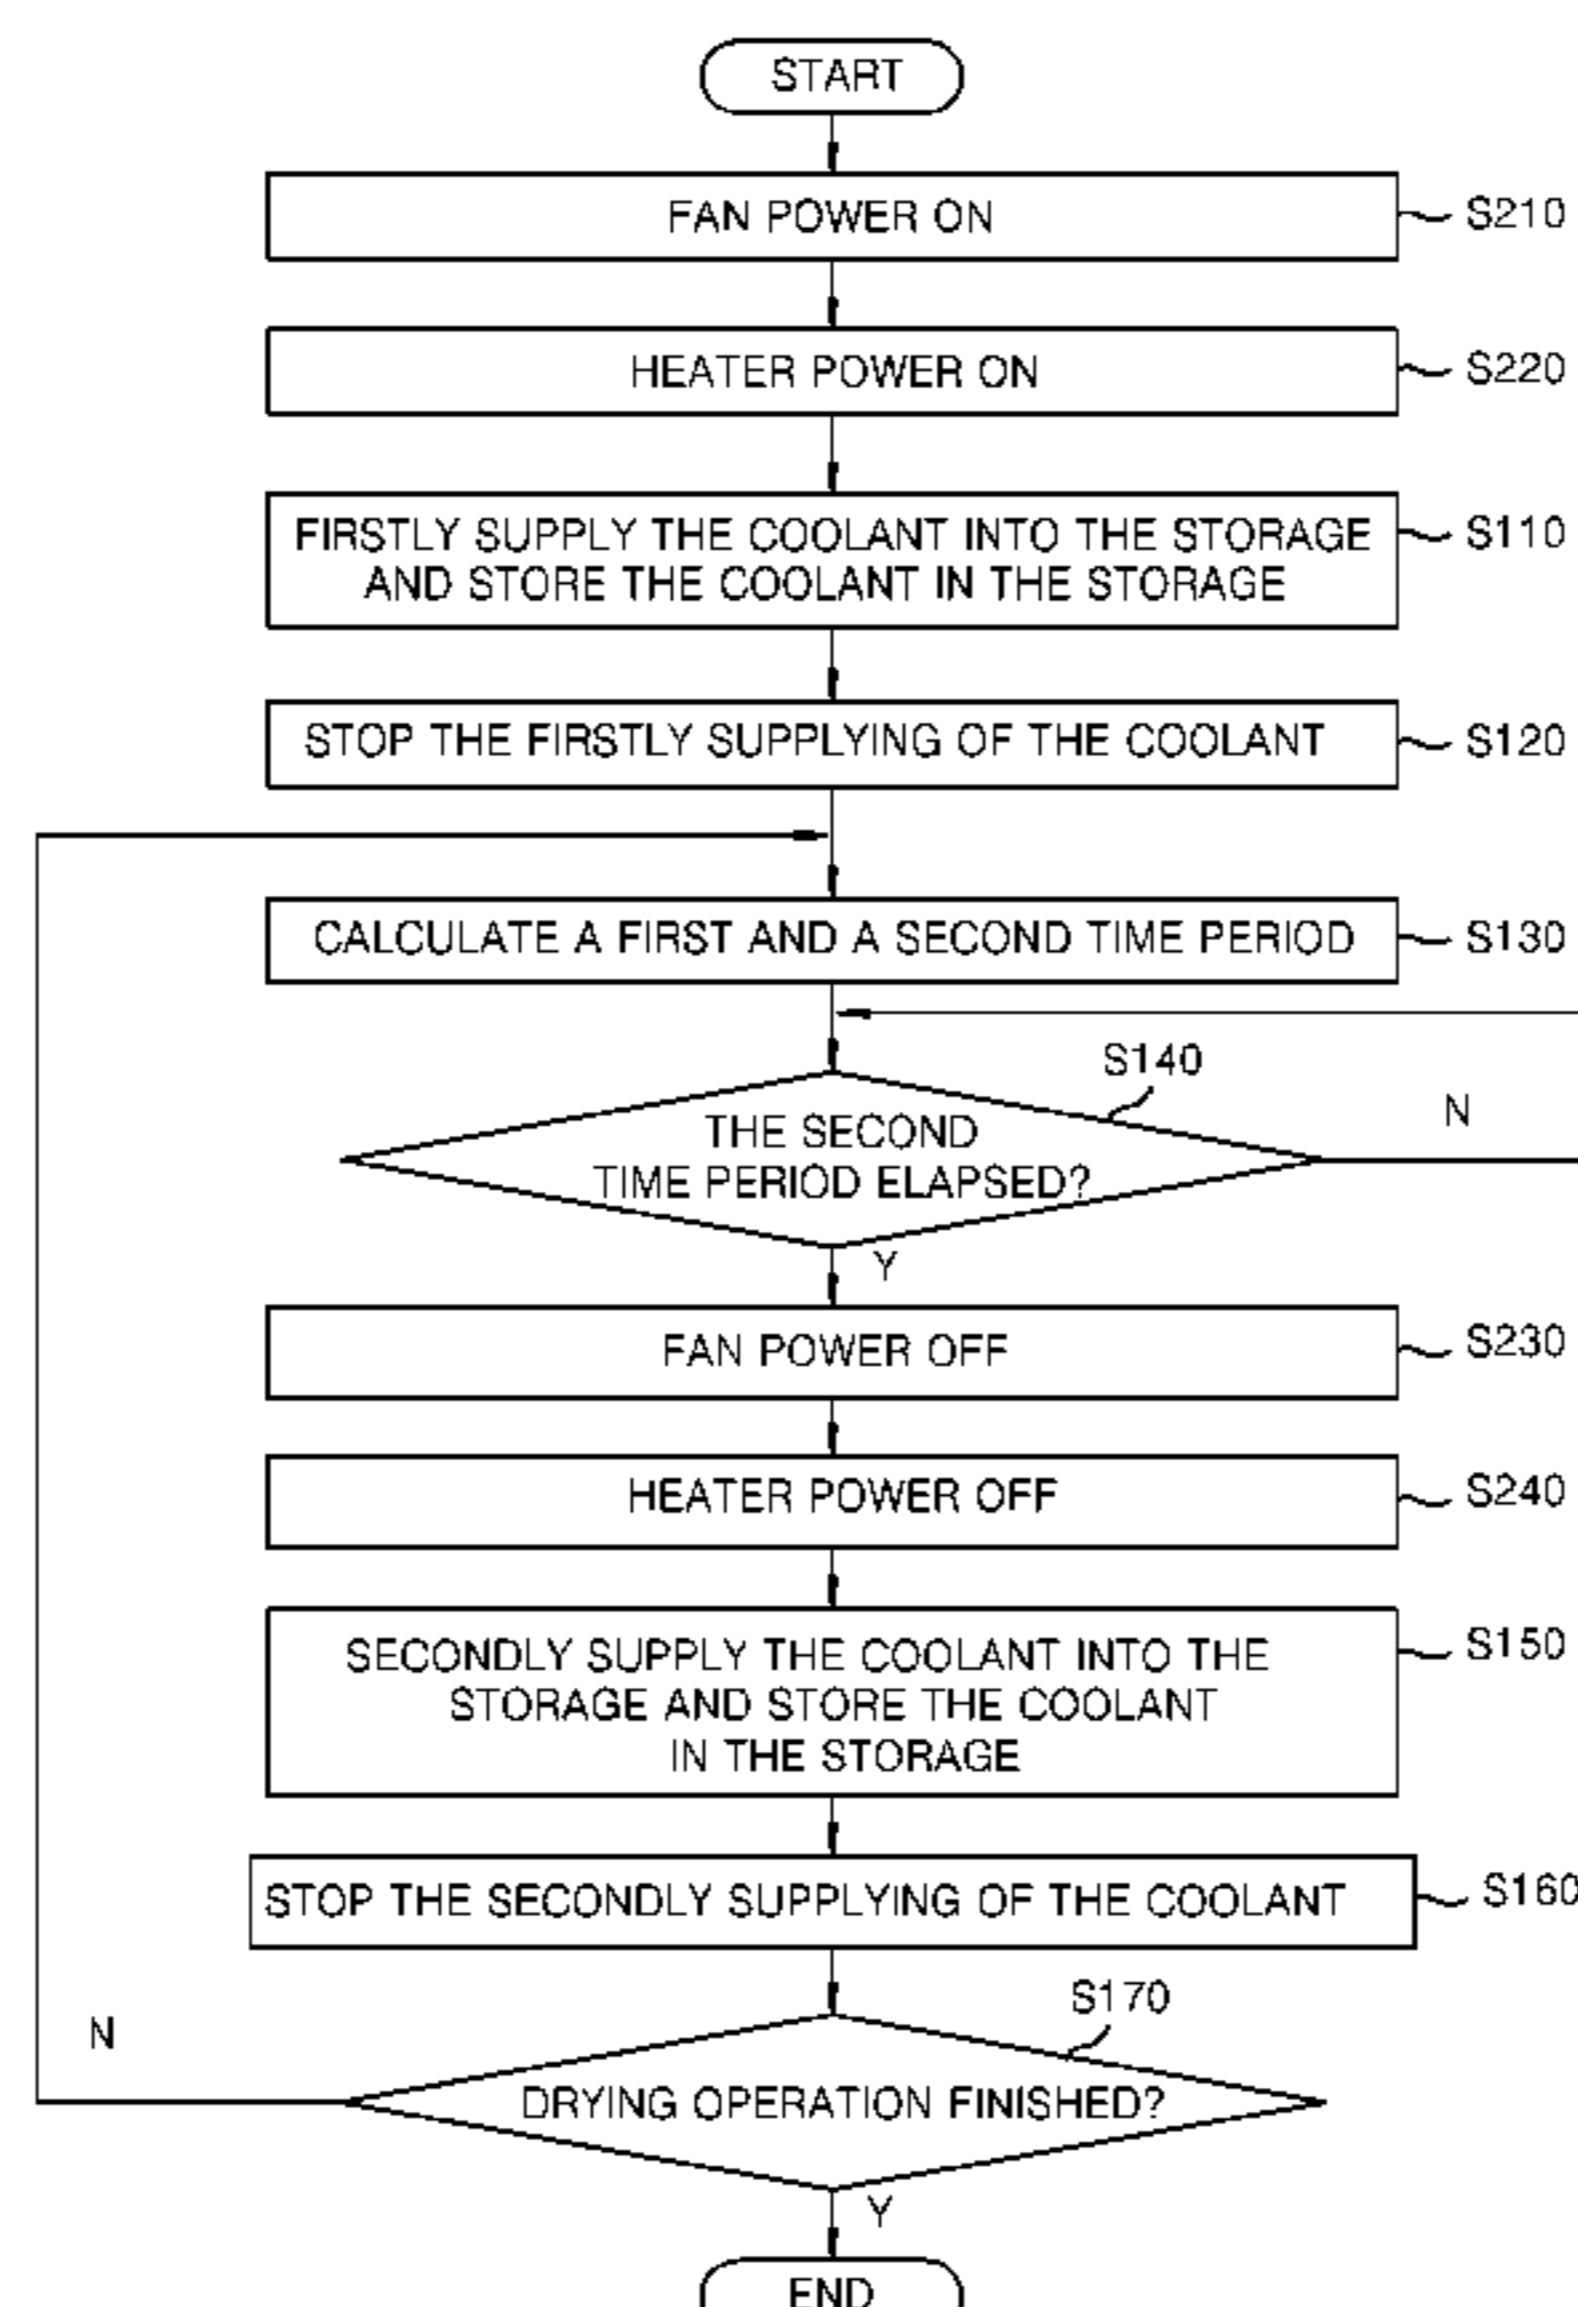 START
FAN POWER ON
S210
HEATER POWER ON
S220
FIRSTLY SUPPLY THE COOLANT INTO THE STORAGE
AND STORE THE COOLANT IN THE STORAGE
S110
STOP THE FIRSTLY SUPPLYING OF THE COOLANT
S120
CALCULATE A FIRST AND A SECOND TIME PERIOD
S130
S140
THE SECOND
TIME PERIOD ELAPSED?
N
Y
FAN POWER OFF
S230
HEATER POWER OFF
S240
SECONDLY SUPPLY THE COOLANT INTO THE
STORAGE AND STORE THE COOLANT
IN THE STORAGE
S150
STOP THE SECONDLY SUPPLYING OF THE COOLANT
S160
S170
N
DRYING OPERATION FINISHED?
Y
END